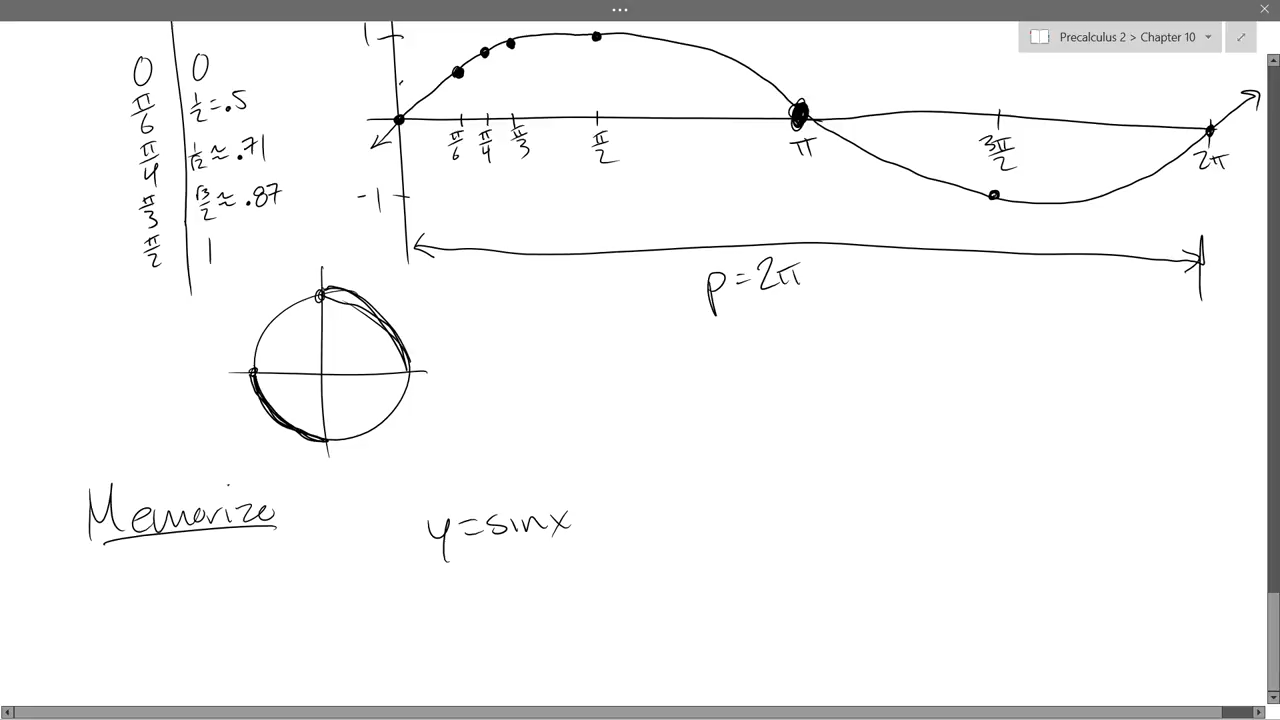 Precalculus 2 > Chapter 10
1
0 0
π/6 1/2 = .5
π/4 1/√2 ≈ .71
π/3 √3/2 ≈ .87
π/2 1
π/6 π/4 π/3 π/2 π 3π/2 2π
-1
p = 2π
Memorize y = sinx